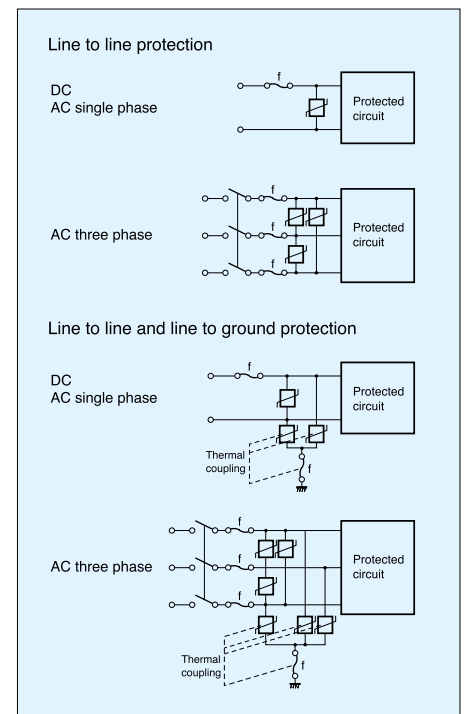 Line to line protection
DC
AC single phase
f
Protected
circuit
AC three phase
f
f
f
Protected
circuit
Line to line and line to ground protection
DC
AC single phase
f
Protected
circuit
Thermal
coupling
f
AC three phase
f
f
f
Protected
circuit
Thermal
coupling
f